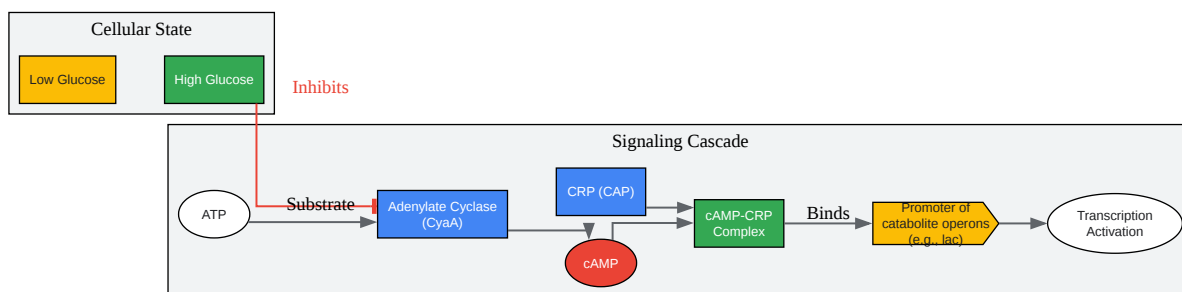 Cellular State
Low Glucose
High Glucose
Inhibits
Signaling Cascade
ATP
Substrate
Adenylate Cyclase
(CyaA)
CRP (CAP)
cAMP
cAMP-CRP
Complex
Binds
Promoter of
catabolite operons
(e.g., lac)
Transcription
Activation